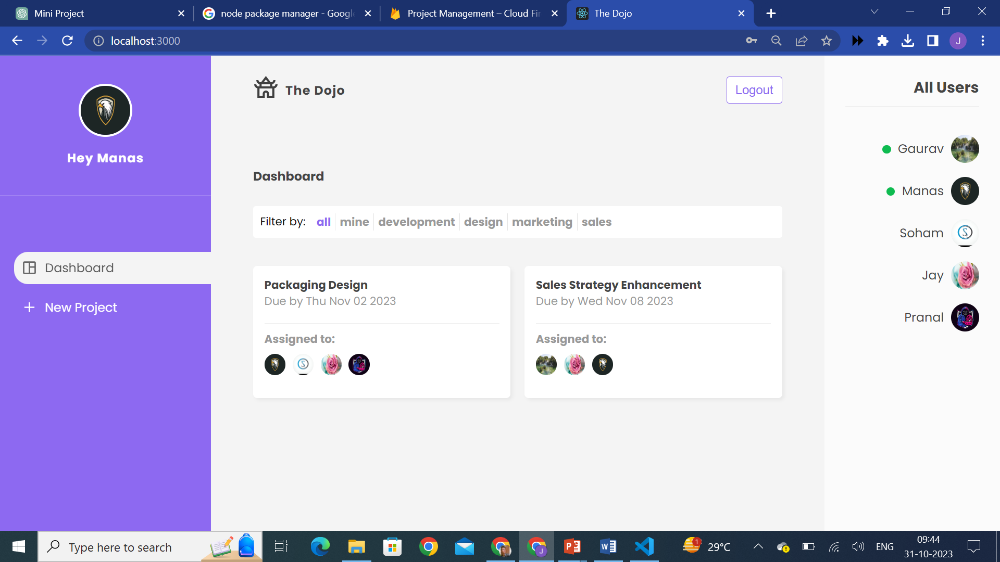 Mini Project
node package manager - Google
Project Management – Cloud Fir
The Dojo
localhost:3000
J
Hey Manas
Dashboard
New Project
The Dojo
Logout
Dashboard
Filter by: all mine development design marketing sales
Packaging Design
Due by Thu Nov 02 2023
Assigned to:
Sales Strategy Enhancement
Due by Wed Nov 08 2023
Assigned to:
All Users
Gaurav
Manas
Soham
Jay
Pranal
Type here to search
1
29°C
ENG
09:44
31-10-2023